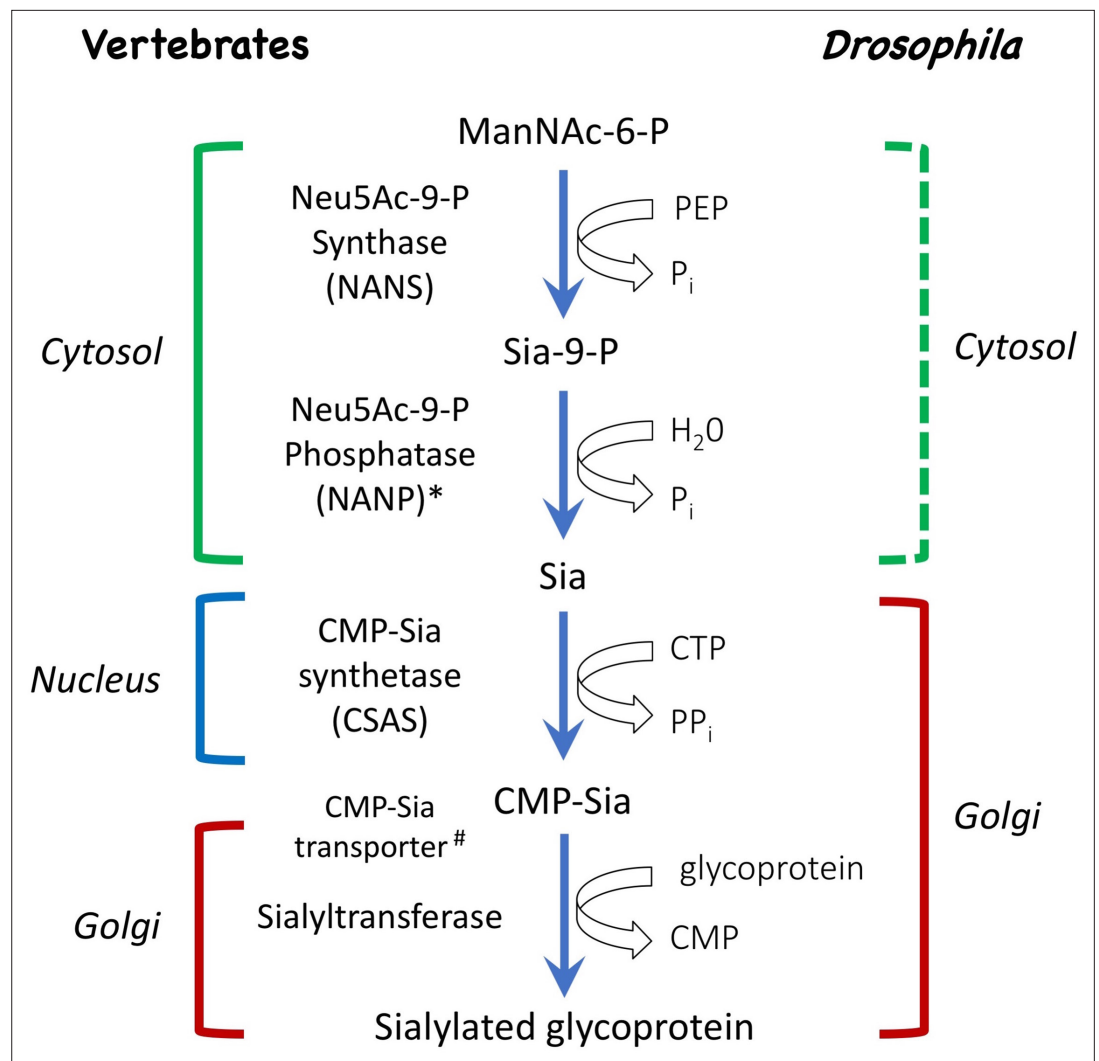 Vertebrates
Drosophila
ManNAc-6-P
Neu5Ac-9-P
Synthase
(NANS)
PEP
Pi
Cytosol
Cytosol
Sia-9-P
Neu5Ac-9-P
Phosphatase
(NANP)*
H20
Pi
Sia
Nucleus
CMP-Sia
synthetase
(CSAS)
CTP
PPi
CMP-Sia
CMP-Sia
transporter #
Golgi
Golgi
Sialyltransferase
glycoprotein
CMP
Sialylated glycoprotein